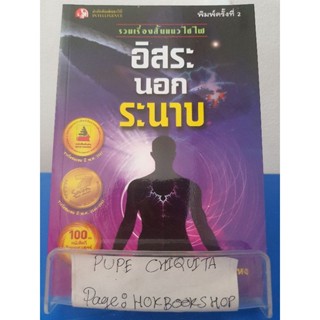 พิมพ์ครั้งที่ 2
รวมเรื่องสั้นแนวไซไฟ
อิสระ
นอก
ระนาบ
100
PUPE CHIQUITA
Page: HOKBOOKSHOP